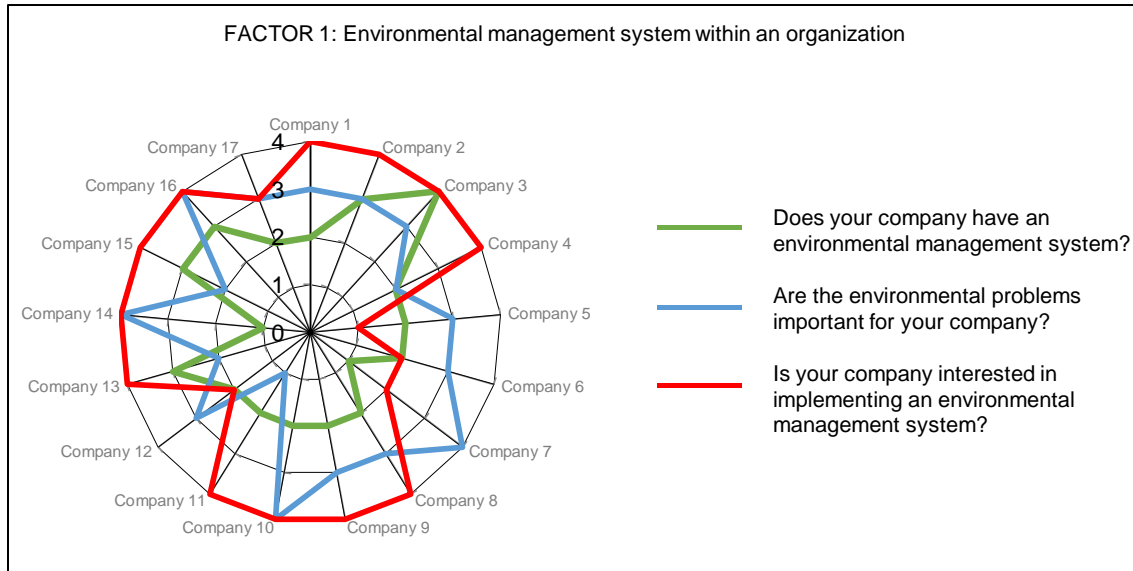 FACTOR 1: Environmental management system within an organization
Company 1
Company 2
Company 3
Company 4
Company 5
Company 6
Company 7
Company 8
Company 9
Company 10
Company 11
Company 12
Company 13
Company 14
Company 15
Company 16
Company 17
4
3
2
1
0
Does your company have an
environmental management system?
Are the environmental problems
important for your company?
Is your company interested in
implementing an environmental
management system?